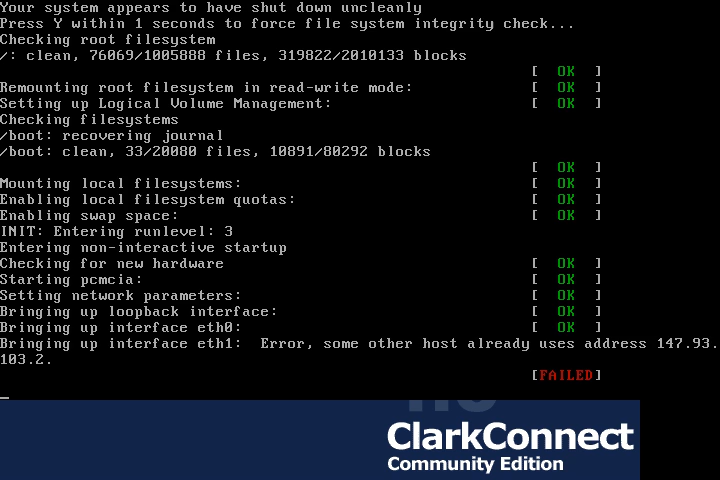 Your system appears to have shut down uncleanly
Press Y within 1 seconds to force file system integrity check...
Checking root filesystem
/: clean, 76069/1005888 files, 319822/2010133 blocks
[ OK ]
Remounting root filesystem in read-write mode: [ OK ]
Setting up Logical Volume Management: [ OK ]
Checking filesystems
/boot: recovering journal
/boot: clean, 33/20080 files, 10891/80292 blocks
[ OK ]
Mounting local filesystems: [ OK ]
Enabling local filesystem quotas: [ OK ]
Enabling swap space: [ OK ]
INIT: Entering runlevel: 3
Entering non-interactive startup
Checking for new hardware [ OK ]
Starting pcmcia: [ OK ]
Setting network parameters: [ OK ]
Bringing up loopback interface: [ OK ]
Bringing up interface eth0: [ OK ]
Bringing up interface eth1: Error, some other host already uses address 147.93.
103.2.
[FAILED]
ClarkConnect
Community Edition